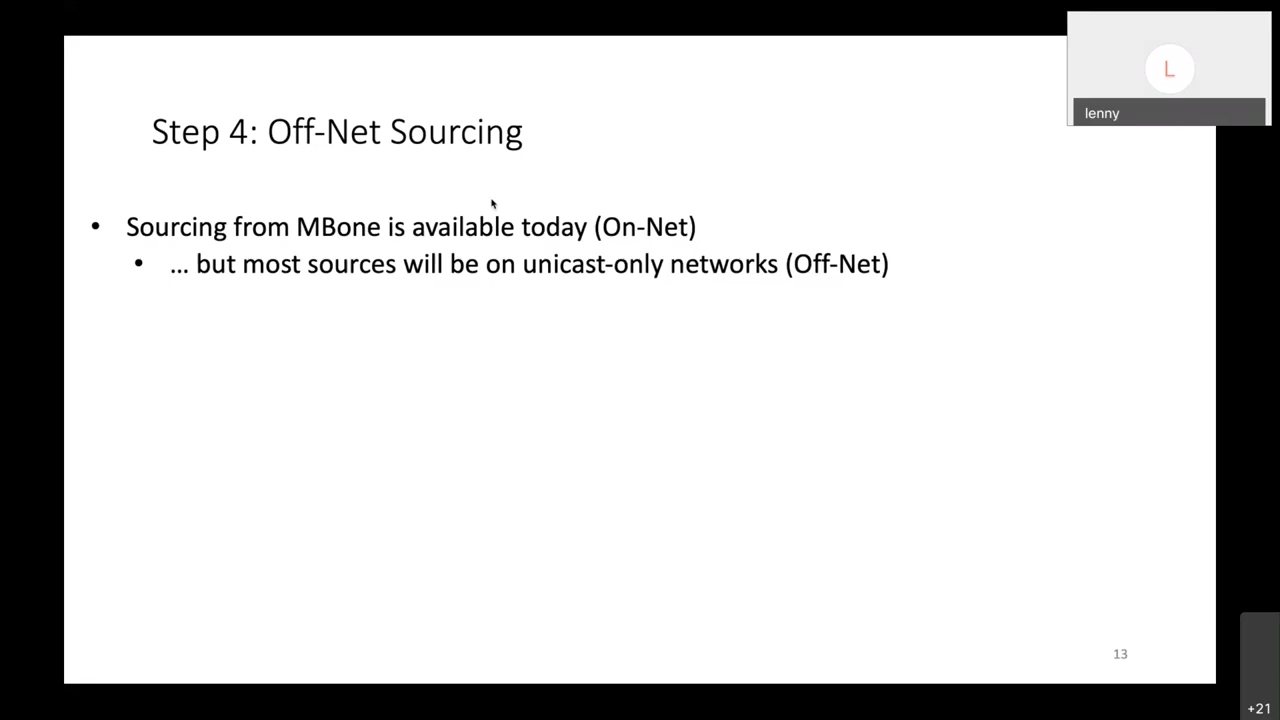 L
lenny
Step 4: Off-Net Sourcing
• Sourcing from MBone is available today (On-Net)
• … but most sources will be on unicast-only networks (Off-Net)
13
+21